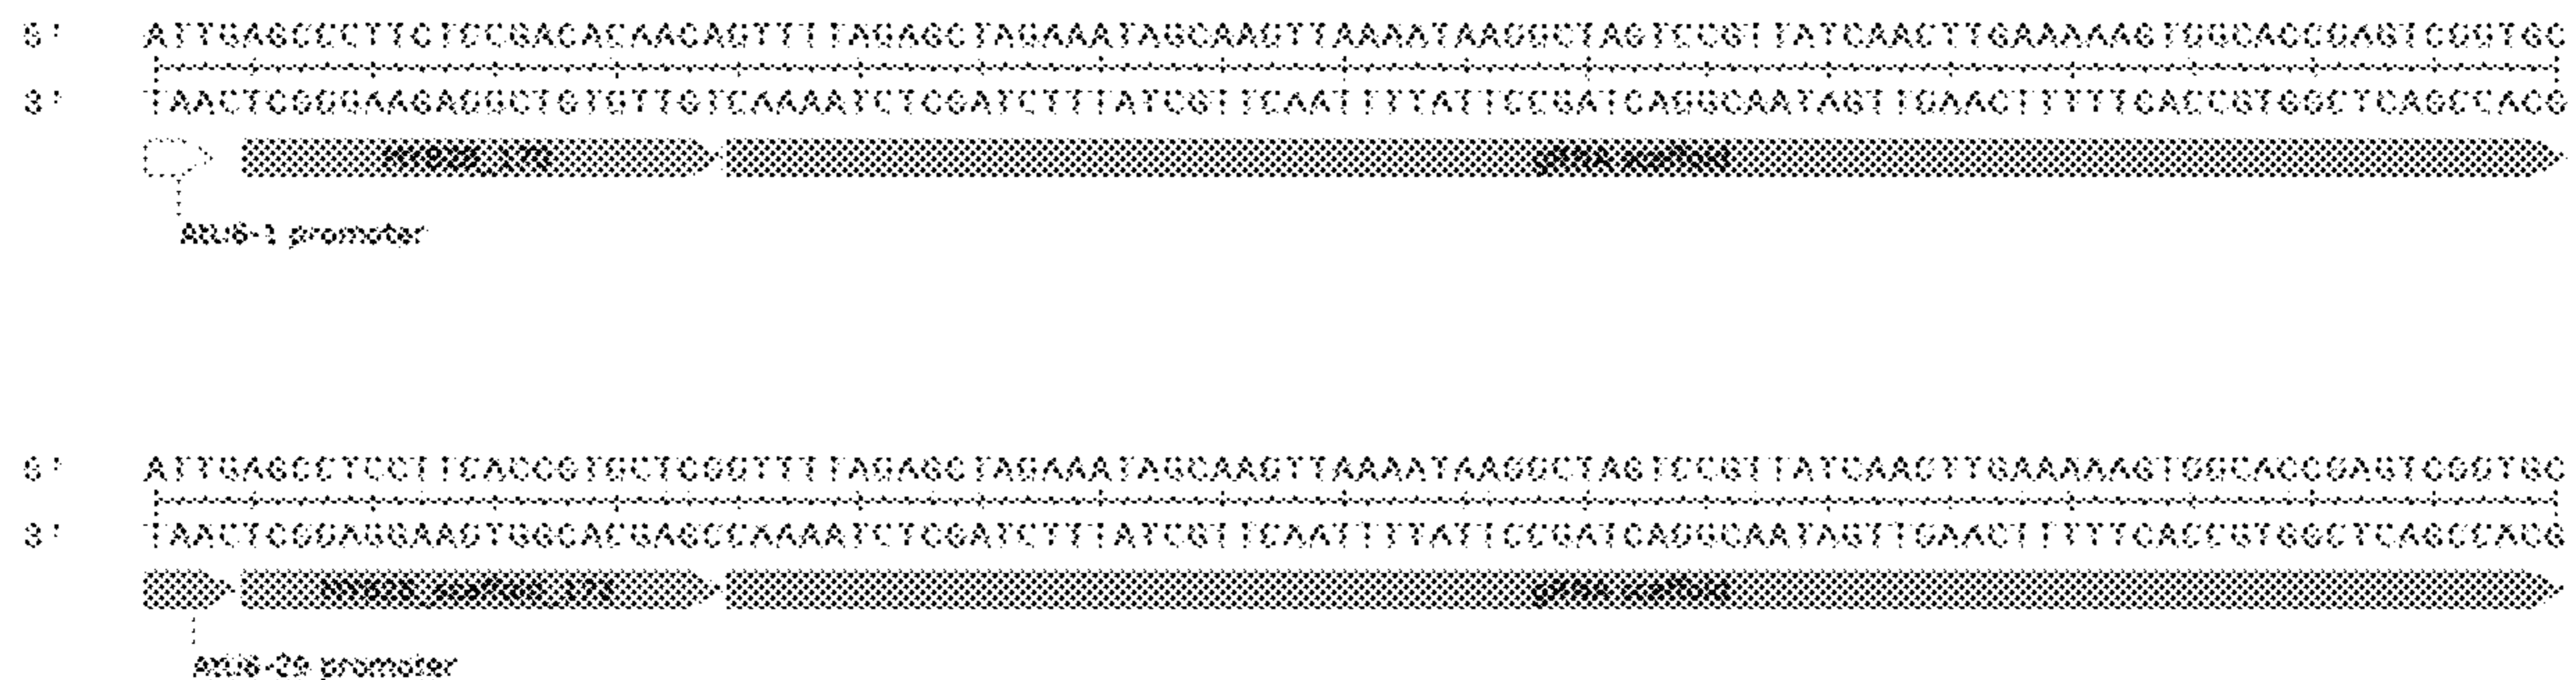 5' ATTGAGCCCTTCTCCGACACAACAGTTTTAGAGCTAGAAATAGCAAGTTAAAATAAGGCTAGTCCGTTATCAACTTGAAAAAGTGGCACCGAGTCGGTGC
3' TAACTCGGGAAGAGGCTGTGTTGTCAAAATCTCGATCTTTATCGTTCAATTTTATTCCGATCAGGCAATAGTTGAACTTTTTCACCGTGGCTCAGCCACG
gRNA scaffold
AtU6-1 promoter
5' ATTGAGCCTCCTTCACCGTGCTCGGTTTTAGAGCTAGAAATAGCAAGTTAAAATAAGGCTAGTCCGTTATCAACTTGAAAAAGTGGCACCGAGTCGGTGC
3' TAACTCGGAGGAAGTGGCACGAGCCAAAATCTCGATCTTTATCGTTCAATTTTATTCCGATCAGGCAATAGTTGAACTTTTTCACCGTGGCTCAGCCACG
gRNA scaffold
AtU6-29 promoter